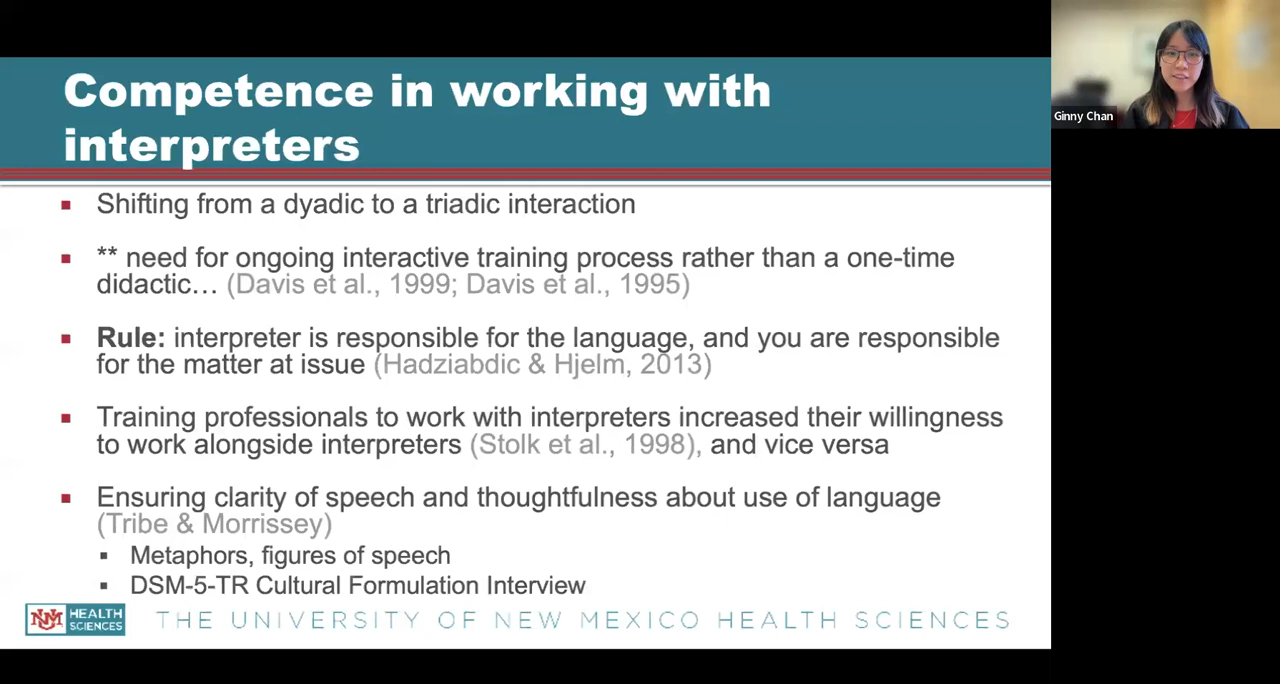 Competence in working with
interpreters
Ginny Chan
▪ Shifting from a dyadic to a triadic interaction
▪ ** need for ongoing interactive training process rather than a one-time
didactic… (Davis et al., 1999; Davis et al., 1995)
▪ Rule: interpreter is responsible for the language, and you are responsible
for the matter at issue (Hadziabdic & Hjelm, 2013)
▪ Training professionals to work with interpreters increased their willingness
to work alongside interpreters (Stolk et al., 1998), and vice versa
▪ Ensuring clarity of speech and thoughtfulness about use of language
(Tribe & Morrissey)
▪ Metaphors, figures of speech
▪ DSM-5-TR Cultural Formulation Interview
UNM HEALTH
SCIENCES
THE UNIVERSITY OF NEW MEXICO HEALTH SCIENCES